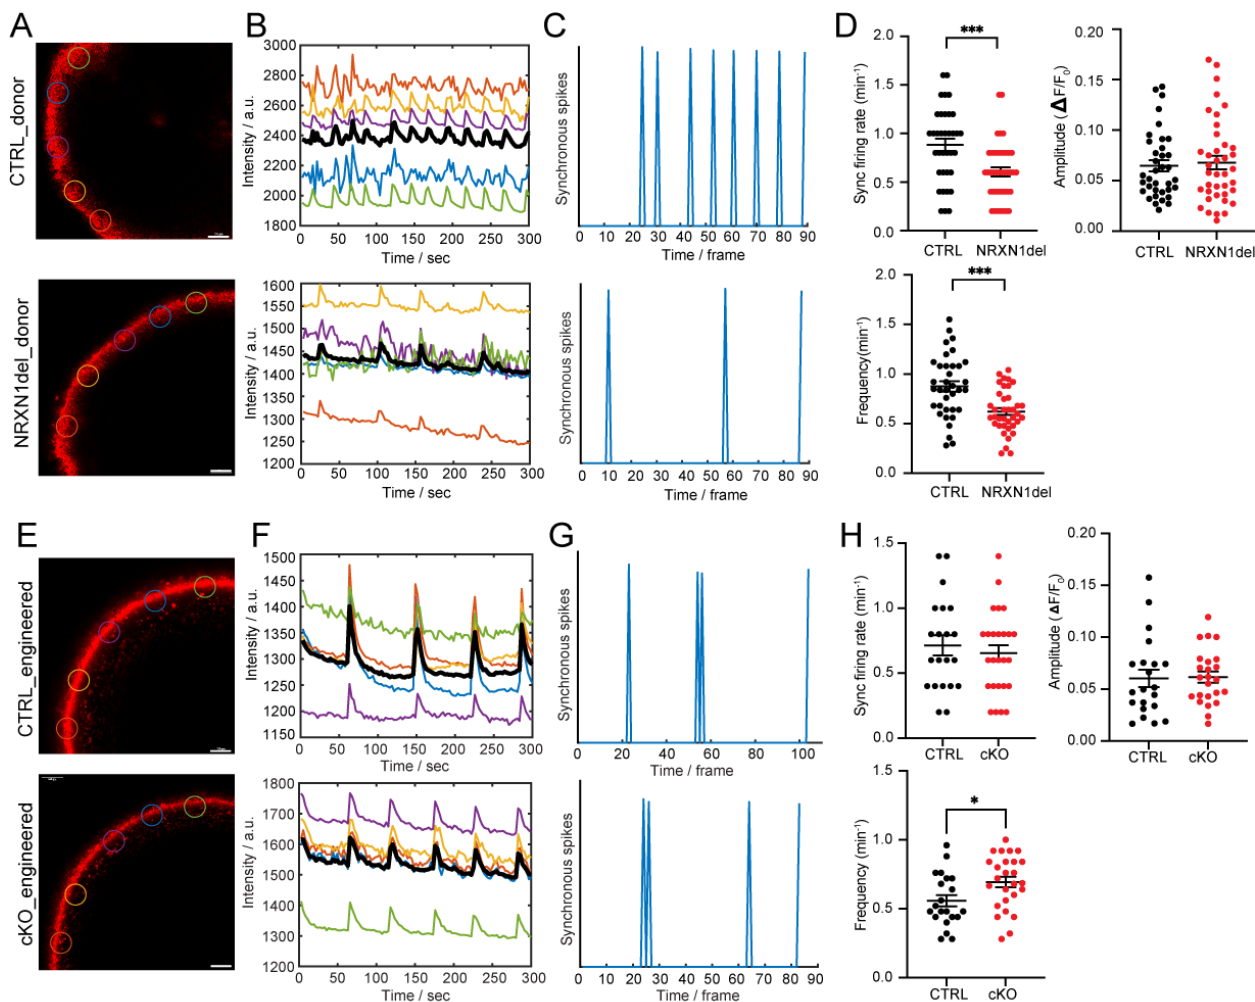 A
B
C
D
CTRL_donor
Intensity / a.u.
3000
2800
2600
2400
2200
2000
1800
0 50 100 150 200 250 300
Time / sec
Synchronous spikes
0 10 20 30 40 50 60 70 80 90
Time / frame
Sync firing rate (min-1)
2.0
1.5
1.0
0.5
0.0
***
CTRL NRXN1del
Amplitude (ΔF/F0)
0.20
0.15
0.10
0.05
0.00
CTRL NRXN1del
NRXN1del_donor
Intensity / a.u.
1600
1550
1500
1450
1400
1350
1300
1250
1200
0 50 100 150 200 250 300
Time / sec
Synchronous spikes
0 10 20 30 40 50 60 70 80 90
Time / frame
Frequency(min-1)
2.0
1.5
1.0
0.5
0.0
***
CTRL NRXN1del
E
F
G
H
CTRL_engineered
Intensity / a.u.
1500
1450
1400
1350
1300
1250
1200
1150
0 50 100 150 200 250 300
Time / sec
Synchronous spikes
0 20 40 60 80 100
Time / frame
Sync firing rate (min-1)
1.5
1.0
0.5
0.0
CTRL cKO
Amplitude (ΔF/F0)
0.20
0.15
0.10
0.05
0.00
CTRL cKO
cKO_engineered
Intensity / a.u.
1800
1700
1600
1500
1400
1300
1200
0 50 100 150 200 250 300
Time / sec
Synchronous spikes
0 10 20 30 40 50 60 70 80 90
Time / frame
Frequency (min-1)
1.5
1.0
0.5
0.0
*
CTRL cKO